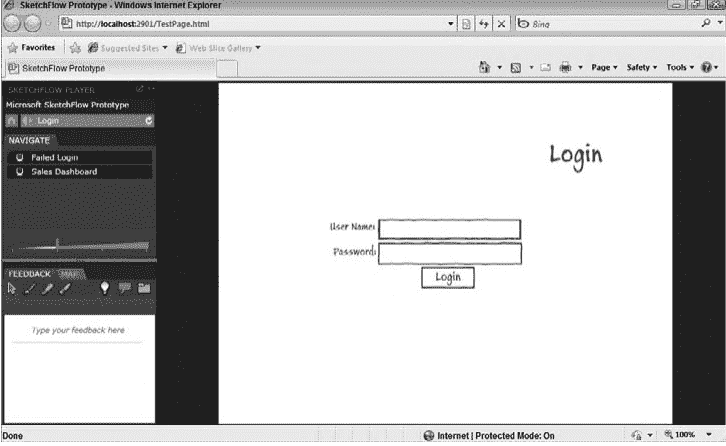 SketchFlow Prototype - Windows Internet Explorer
http://localhost:2901/TestPage.html
Bing
Favorites
Suggested Sites
Web Slice Gallery
SketchFlow Prototype
Page
Safety
Tools
SKETCHFLOW PLAYER
Microsoft SketchFlow Prototype
Login
NAVIGATE
Failed Login
Sales Dashboard
Login
User Name:
Password:
Login
FEEDBACK MAP
Type your feedback here
Done
Internet | Protected Mode: On
100%